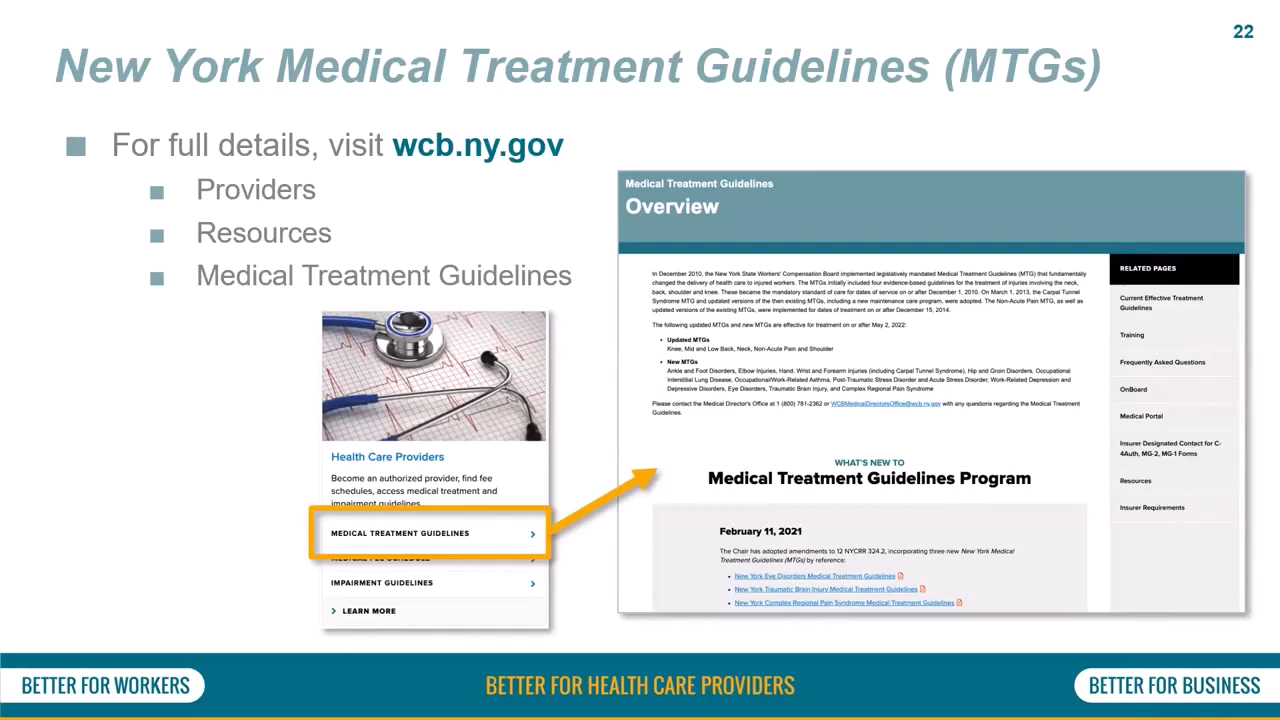 22
New York Medical Treatment Guidelines (MTGs)
For full details, visit wcb.ny.gov
Providers
Resources
Medical Treatment Guidelines
Health Care Providers
Become an authorized provider, find fee
schedules, access medical treatment and
impairment guidelines
MEDICAL TREATMENT GUIDELINES
MEDICAL FEE SCHEDULE
IMPAIRMENT GUIDELINES
LEARN MORE
Medical Treatment Guidelines
Overview
In December 2010, the New York State Workers' Compensation Board implemented legislatively mandated Medical Treatment Guidelines (MTG) that fundamentally
changed the delivery of health care to injured workers. The MTGs initially included four evidence-based guidelines for the treatment of injuries involving the neck,
back, shoulder and knee. These became the mandatory standard of care for dates of service on or after December 1, 2010. On March 1, 2013, the Carpal Tunnel
Syndrome MTG and updated versions of the then existing MTGs, including a new maintenance care program, were adopted. The Non-Acute Pain MTG, as well as
updated versions of the existing MTGs, were implemented for dates of treatment on or after December 15, 2014.
The following updated MTGs and new MTGs are effective for treatment on or after May 2, 2022:
Updated MTGs
Knee, Mid and Low Back, Neck, Non-Acute Pain and Shoulder
New MTGs
Ankle and Foot Disorders, Elbow Injuries, Hand, Wrist and Forearm Injuries (including Carpal Tunnel Syndrome), Hip and Groin Disorders, Occupational
Interstitial Lung Disease, Occupational/Work-Related Asthma, Post-Traumatic Stress Disorder and Acute Stress Disorder, Work-Related Depression and
Depressive Disorders, Eye Disorders, Traumatic Brain Injury, and Complex Regional Pain Syndrome
Please contact the Medical Director's Office at 1 (800) 781-2362 or WCBMedicalDirectorsOffice@wcb.ny.gov with any questions regarding the Medical Treatment
Guidelines.
WHAT'S NEW TO
Medical Treatment Guidelines Program
February 11, 2021
The Chair has adopted amendments to 12 NYCRR 324.2, incorporating three new New York Medical
Treatment Guidelines (MTGs) by reference:
New York Eye Disorders Medical Treatment Guidelines
New York Traumatic Brain Injury Medical Treatment Guidelines
New York Complex Regional Pain Syndrome Medical Treatment Guidelines
RELATED PAGES
Current Effective Treatment
Guidelines
Training
Frequently Asked Questions
OnBoard
Medical Portal
Insurer Designated Contact for C-
4Auth, MG-2, MG-1 Forms
Resources
Insurer Requirements
BETTER FOR WORKERS
BETTER FOR HEALTH CARE PROVIDERS
BETTER FOR BUSINESS